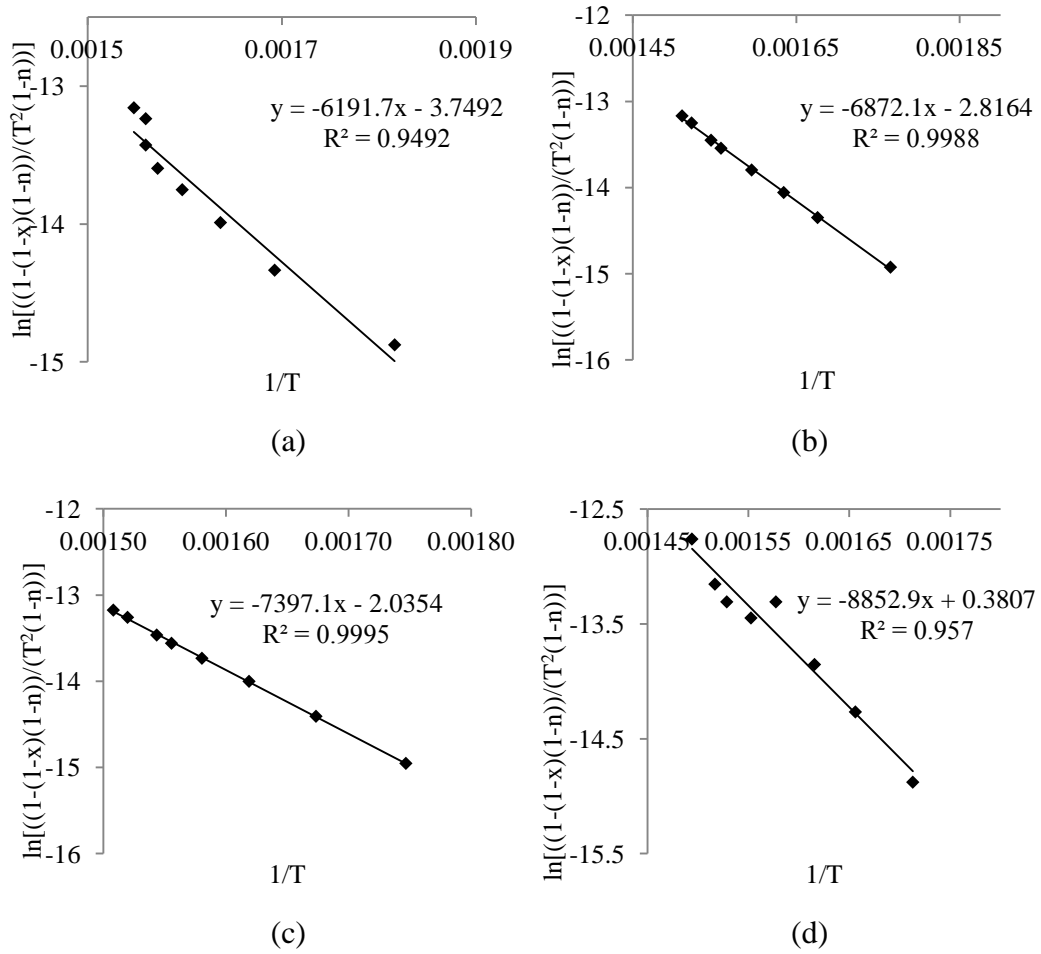 0.0015 0.0017 0.0019
-13
-14
-15
ln[((1-(1-x)(1-n))/(T²(1-n))]
y = -6191.7x - 3.7492
R² = 0.9492
1/T
(a)
-12
0.00145 0.00165 0.00185
-13
-14
-15
-16
ln[((1-(1-x)(1-n))/(T²(1-n))]
y = -6872.1x - 2.8164
R² = 0.9988
1/T
(b)
-12
0.00150 0.00160 0.00170 0.00180
-13
-14
-15
-16
ln[((1-(1-x)(1-n))/(T²(1-n))]
y = -7397.1x - 2.0354
R² = 0.9995
1/T
(c)
-12.5
0.00145 0.00155 0.00165 0.00175
-13.5
-14.5
-15.5
ln[((1-(1-x)(1-n))/(T²(1-n))]
y = -8852.9x + 0.3807
R² = 0.957
1/T
(d)